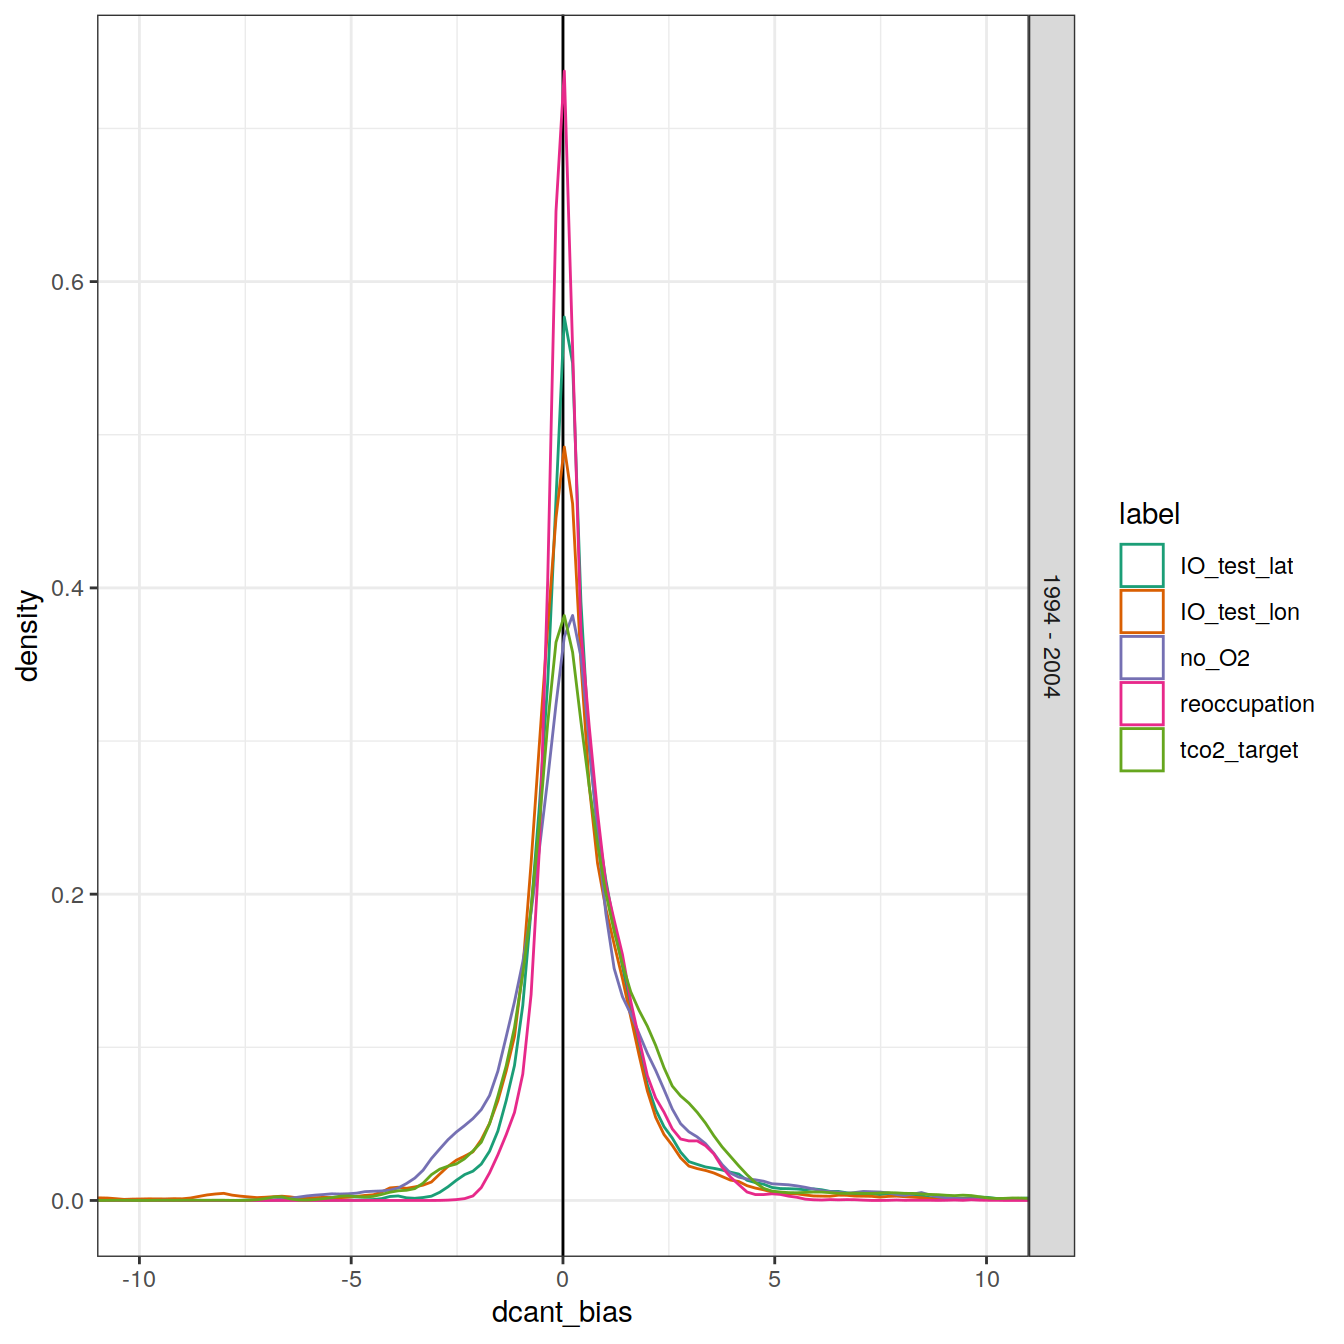 density
0.6
0.4
0.2
0.0
-10
-5
0
5
10
dcant_bias
1994 - 2004
label
IO_test_lat
IO_test_lon
no_O2
reoccupation
tco2_target